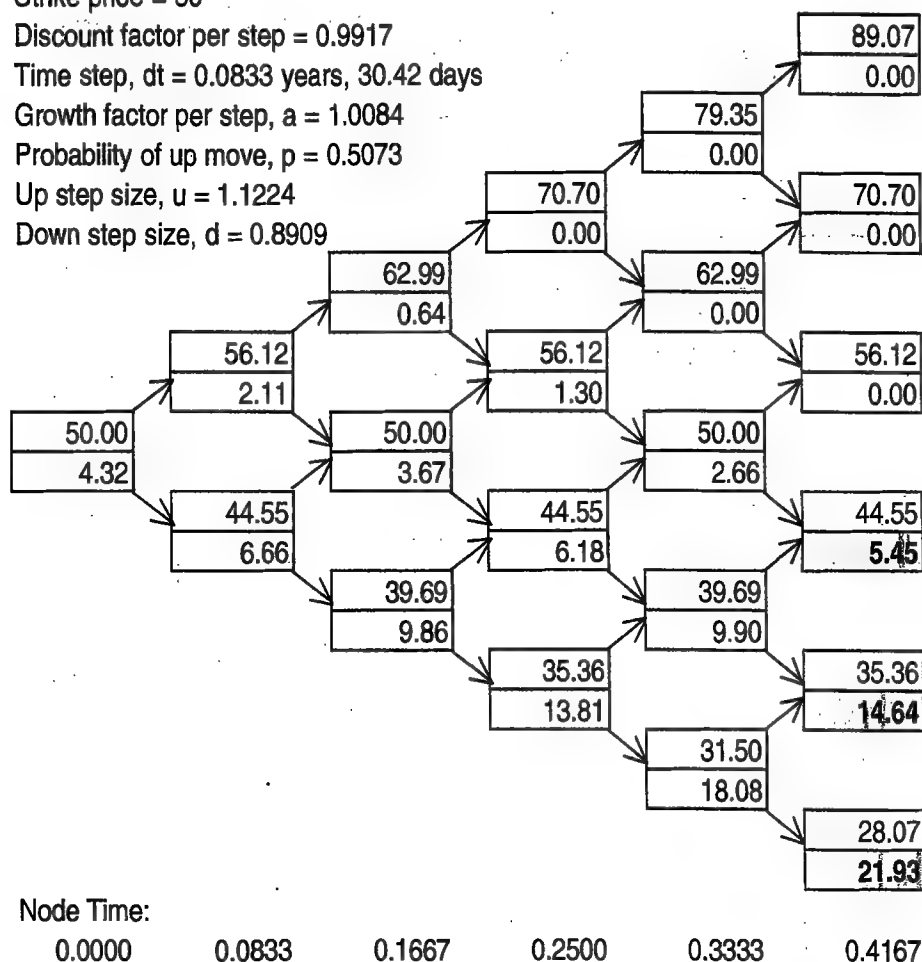 Strike price = 50
Discount factor per step = 0.9917
Time step, dt = 0.0833 years, 30.42 days
Growth factor per step, a = 1.0084
Probability of up move, p = 0.5073
Up step size, u = 1.1224
Down step size, d = 0.8909
89.07
0.00
79.35
0.00
70.70 70.70
0.00 0.00
62.99 62.99
0.64 0.00
56.12 56.12 56.12
2.11 1.30 0.00
50.00 50.00 50.00
4.32 3.67 2.66
44.55 44.55 44.55
6.66 6.18 5.45
39.69 39.69
9.86 9.90
35.36 35.36
13.81 14.64
31.50
18.08
28.07
21.93
Node Time:
0.0000 0.0833 0.1667 0.2500 0.3333 0.4167